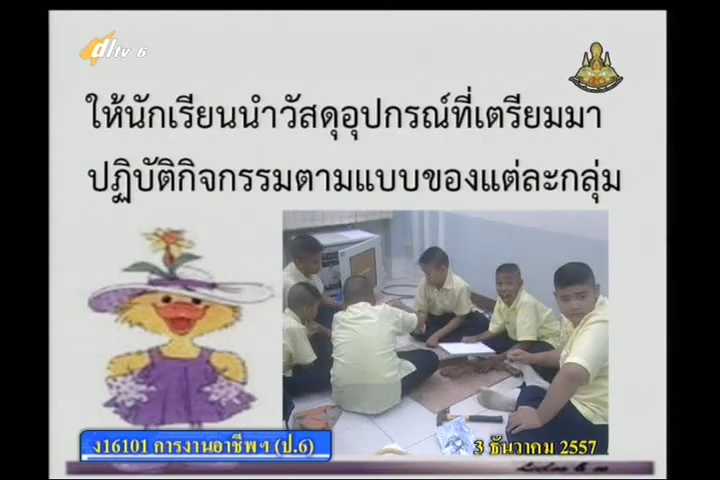 dltv 6
ให้นักเรียนนำวัสดุอุปกรณ์ที่เตรียมมา
ปฏิบัติกิจกรรมตามแบบของแต่ละกลุ่ม
ง16101 การงานอาชีพฯ (ป.6)
3 ธันวาคม 2557